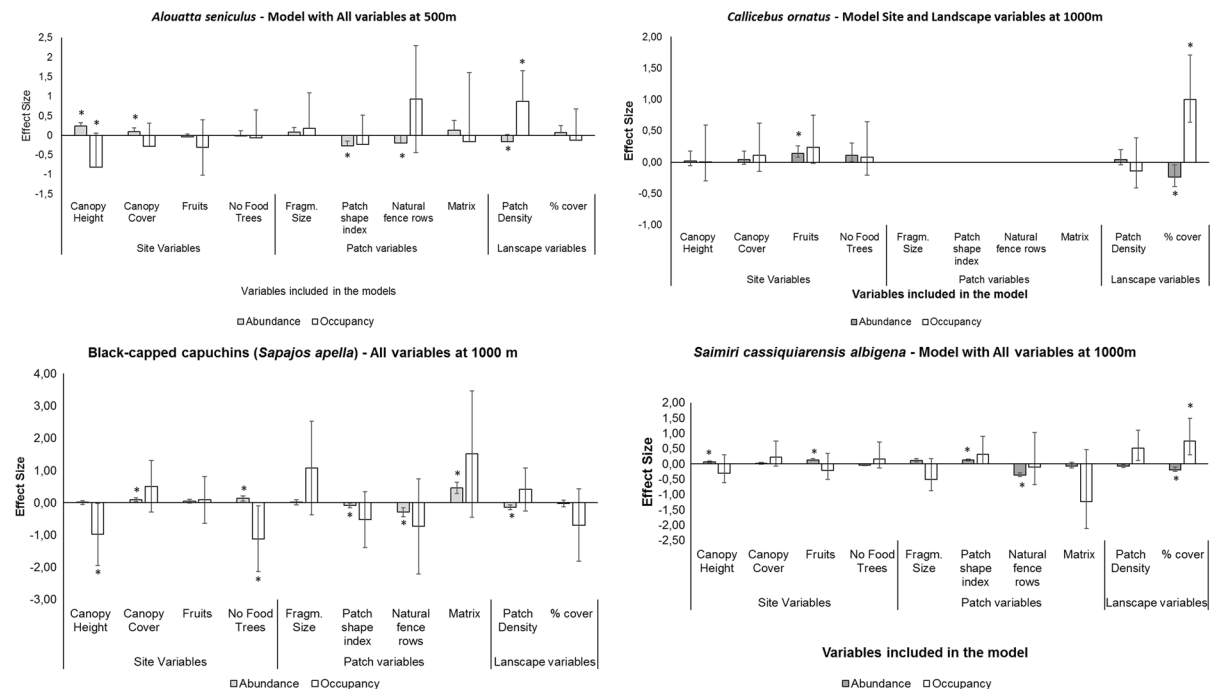 Alouatta seniculus - Model with All variables at 500m
Effect Size
2,5
2
1,5
1
0,5
0
-0,5
-1
-1,5
* * * * * * *
Canopy Height
Canopy Cover
Fruits
No Food Trees
Fragm. Size
Patch shape index
Natural fence rows
Matrix
Patch Density
% cover
Site Variables
Patch variables
Lanscape variables
Variables included in the models
Abundance Occupancy
Callicebus ornatus - Model Site and Landscape variables at 1000m
Effect Size
2,00
1,50
1,00
0,50
0,00
-0,50
-1,00
* * *
Canopy Height
Canopy Cover
Fruits
No Food Trees
Fragm. Size
Patch shape index
Natural fence rows
Matrix
Patch Density
% cover
Site Variables
Patch variables
Lanscape variables
Variables included in the model
Abundance Occupancy
Black-capped capuchins (Sapajos apella) - All variables at 1000 m
Effect Size
4,00
3,00
2,00
1,00
0,00
-1,00
-2,00
-3,00
* * * * * * * *
Canopy Height
Canopy Cover
Fruits
No Food Trees
Fragm. Size
Patch shape index
Natural fence rows
Matrix
Patch Density
% cover
Site Variables
Patch variables
Lanscape variables
Abundance Occupancy
Saimiri cassiquiarensis albigena - Model with All variables at 1000m
Effect Size
2,00
1,50
1,00
0,50
0,00
-0,50
-1,00
-1,50
-2,00
-2,50
* * * * * *
Canopy Height
Canopy Cover
Fruits
No Food Trees
Fragm. Size
Patch shape index
Natural fence rows
Matrix
Patch Density
% cover
Site Variables
Patch variables
Lanscape variables
Variables included in the model
Abundance Occupancy